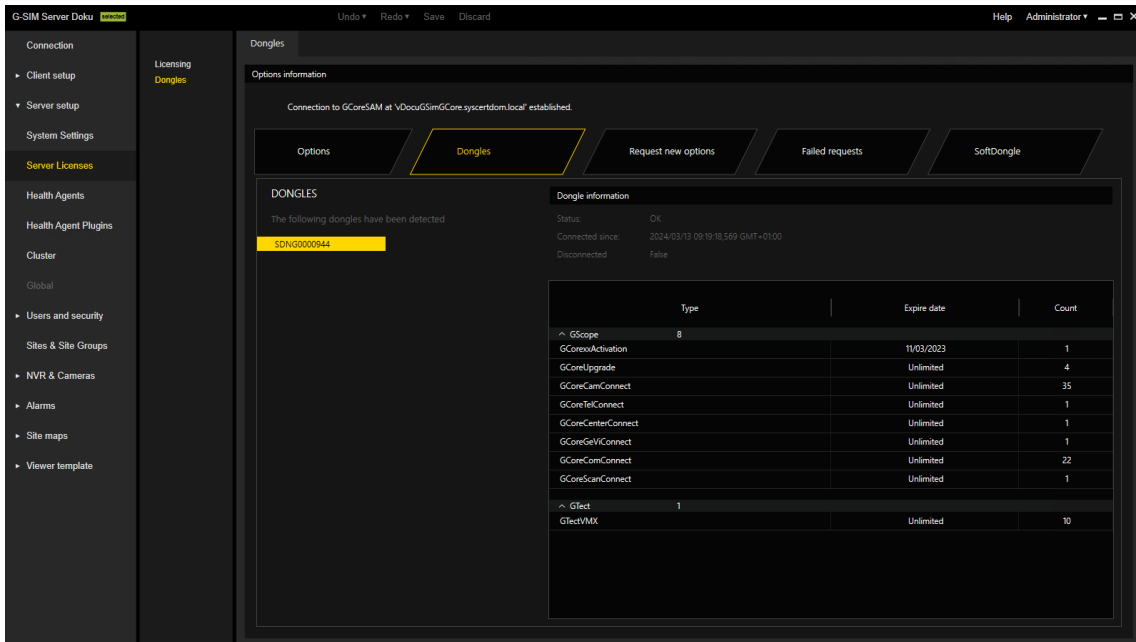 G-SIM Server Doku selected Undo Redo Save Discard Help Administrator
Connection
Client setup
Server setup
System Settings
Server Licenses
Health Agents
Health Agent Plugins
Cluster
Global
Users and security
Sites & Site Groups
NVR & Cameras
Alarms
Site maps
Viewer template
Licensing
Dongles
Dongles
Options information
Connection to GCoreSAM at 'vDocuGSimGCore.syscertdom.local' established.
Options Dongles Request new options Failed requests SoftDongle
DONGLES
The following dongles have been detected
SDNG0000944
Dongle information
Status: OK
Connected since: 2024/03/13 09:19:18,569 GMT+01:00
Disconnected False
Type Expire date Count
GScope 8
GCorexxActivation 11/03/2023 1
GCoreUpgrade Unlimited 4
GCoreCamConnect Unlimited 35
GCoreTelConnect Unlimited 1
GCoreCenterConnect Unlimited 1
GCoreGeViConnect Unlimited 1
GCoreComConnect Unlimited 22
GCoreScanConnect Unlimited 1
GTect 1
GTectVMX Unlimited 10